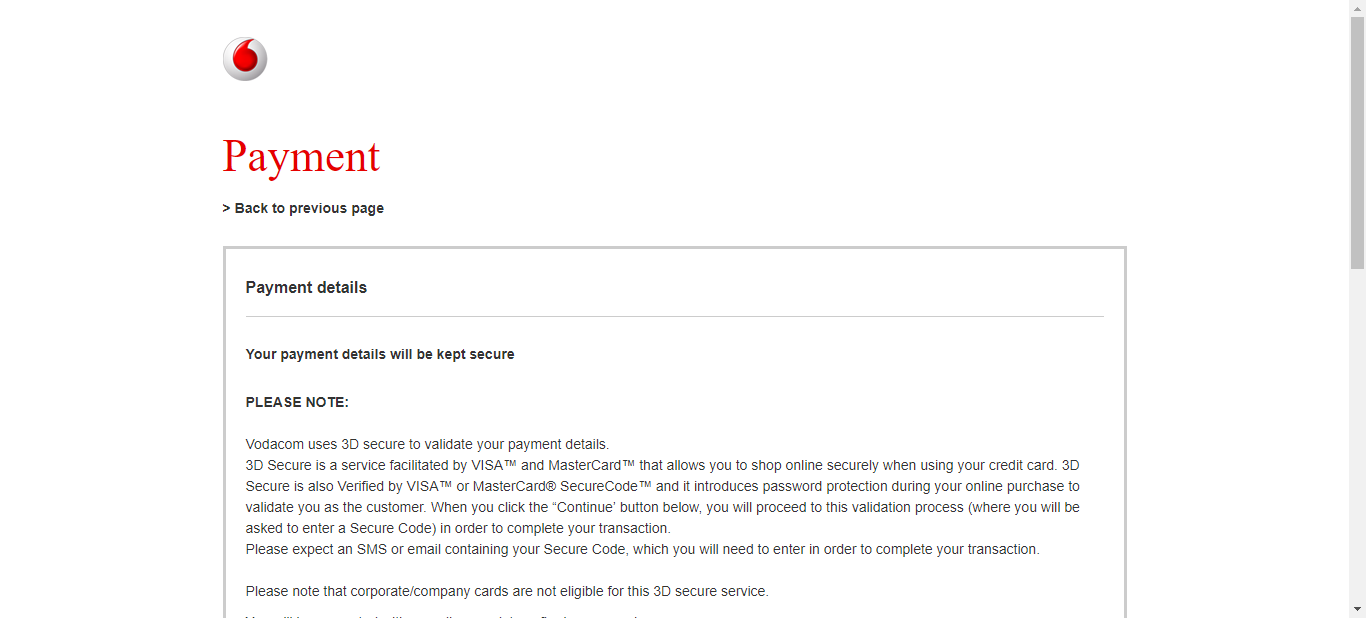 Payment
> Back to previous page
Payment details
Your payment details will be kept secure
PLEASE NOTE:
Vodacom uses 3D secure to validate your payment details.
3D Secure is a service facilitated by VISA™ and MasterCard™ that allows you to shop online securely when using your credit card. 3D
Secure is also Verified by VISA™ or MasterCard® SecureCode™ and it introduces password protection during your online purchase to
validate you as the customer. When you click the “Continue’ button below, you will proceed to this validation process (where you will be
asked to enter a Secure Code) in order to complete your transaction.
Please expect an SMS or email containing your Secure Code, which you will need to enter in order to complete your transaction.
Please note that corporate/company cards are not eligible for this 3D secure service.